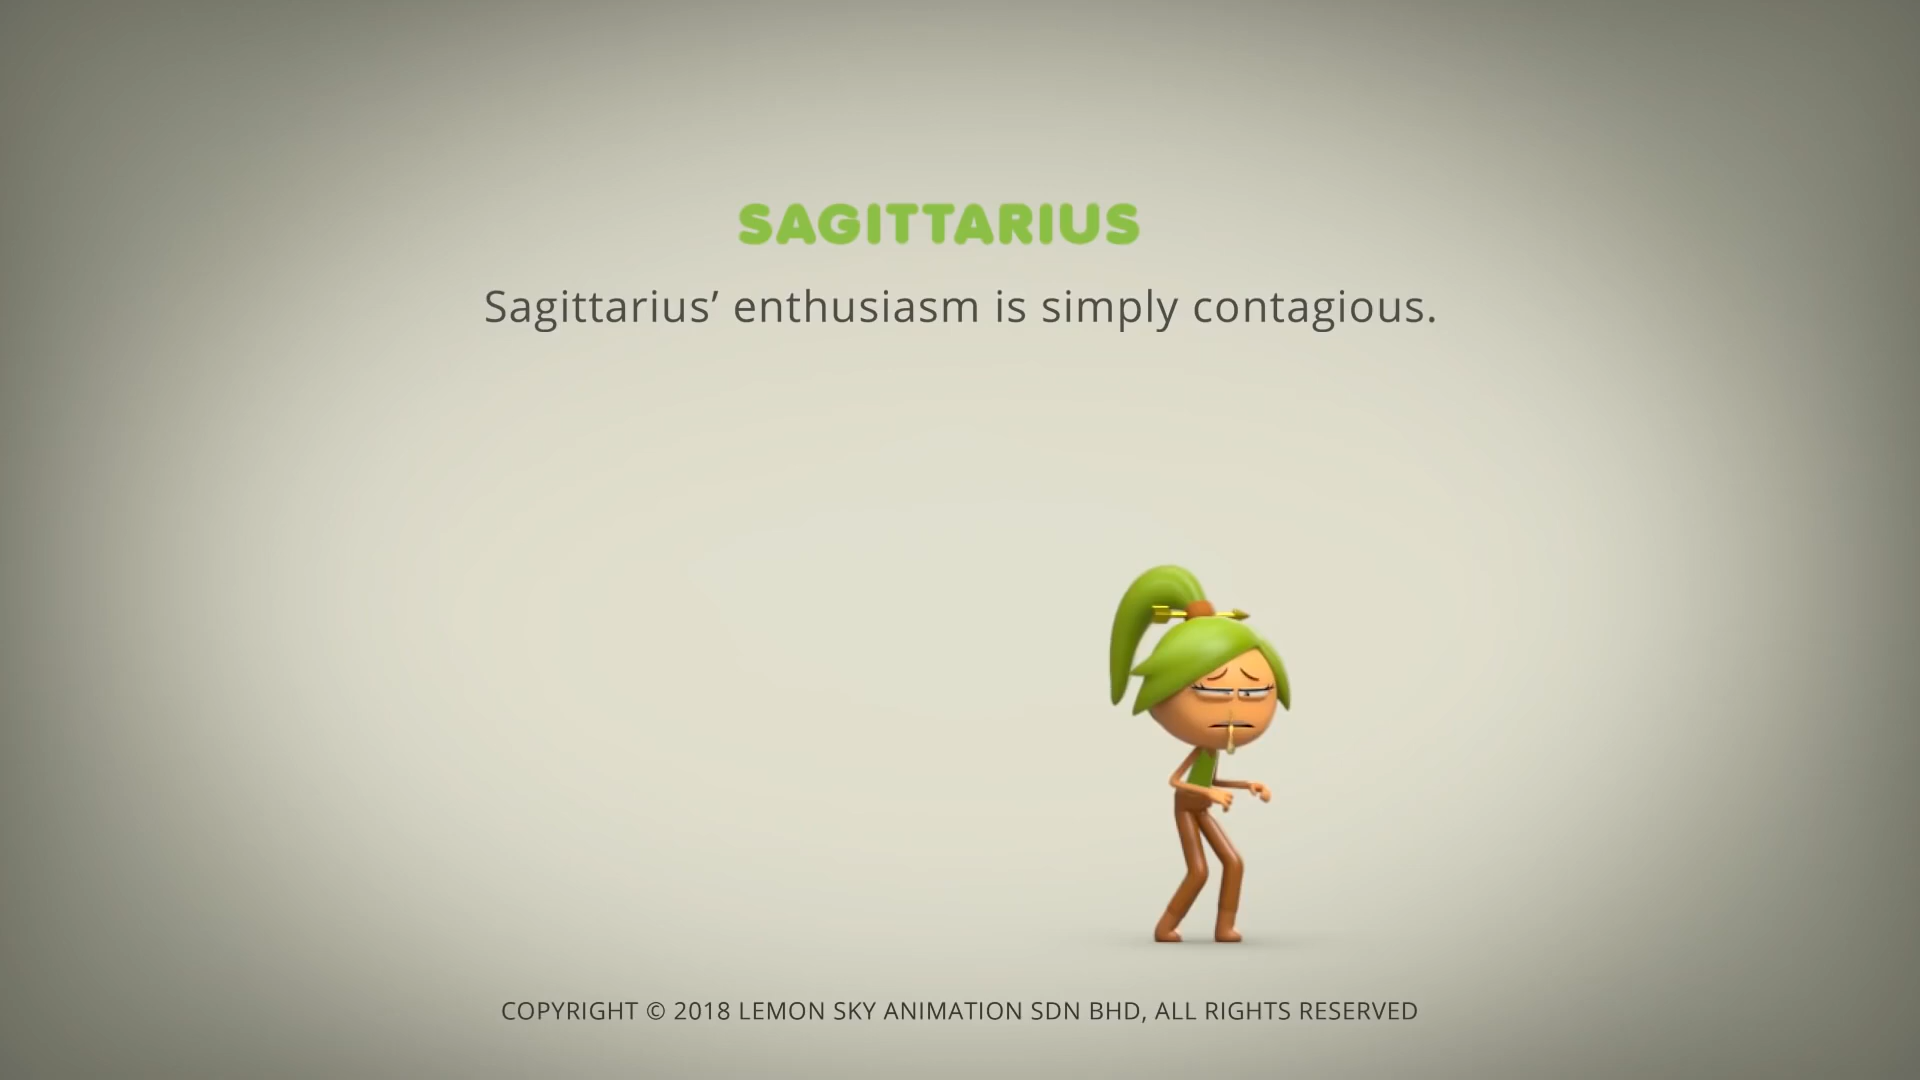 SAGITTARIUS
Sagittarius’ enthusiasm is simply contagious.
COPYRIGHT © 2018 LEMON SKY ANIMATION SDN BHD, ALL RIGHTS RESERVED